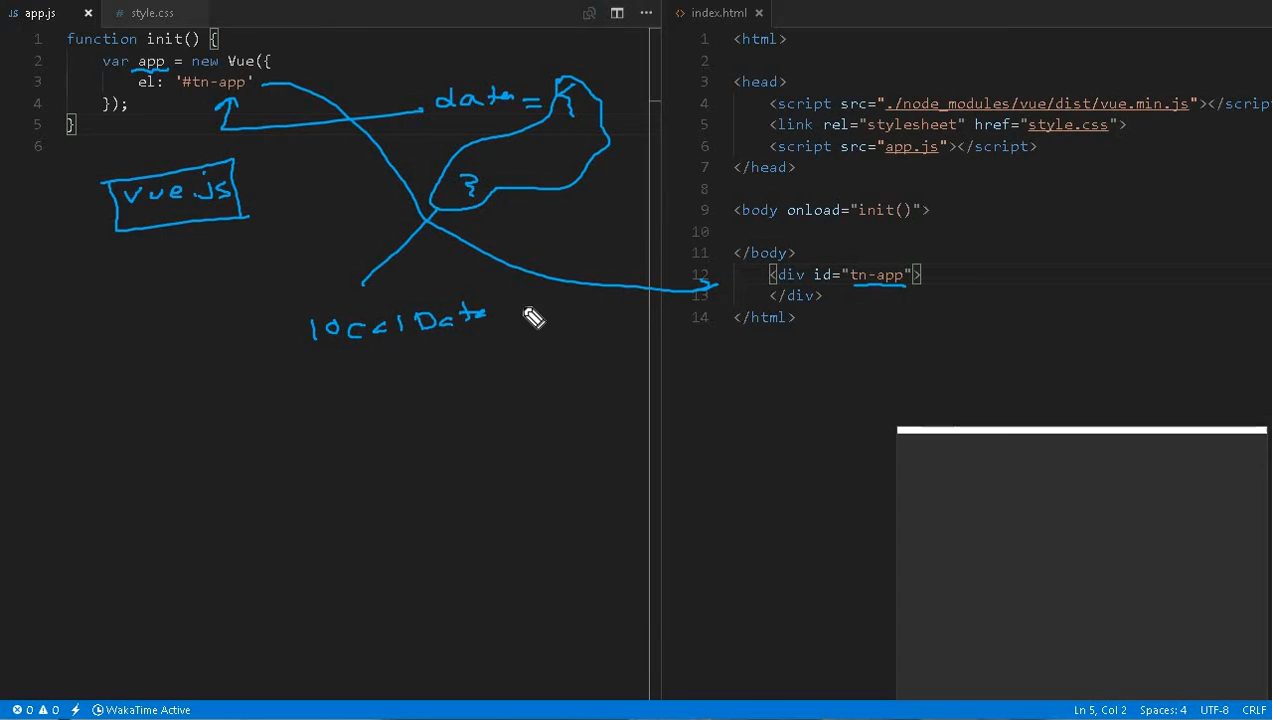 app.js
style.css
1 function init() {
2 var app = new Vue({
3 el: '#tn-app'
4 });
5 }
6
data = {
}
vue.js
localData
index.html
1 <html>
2
3 <head>
4 <script src="./node_modules/vue/dist/vue.min.js"></scrip
5 <link rel="stylesheet" href="style.css">
6 <script src="app.js"></script>
7 </head>
8
9 <body onload="init()">
10
11 </body>
12 <div id="tn-app">
13 </div>
14 </html>
0 0 WakaTime Active
Ln 5, Col 2 Spaces: 4 UTF-8 CRLF